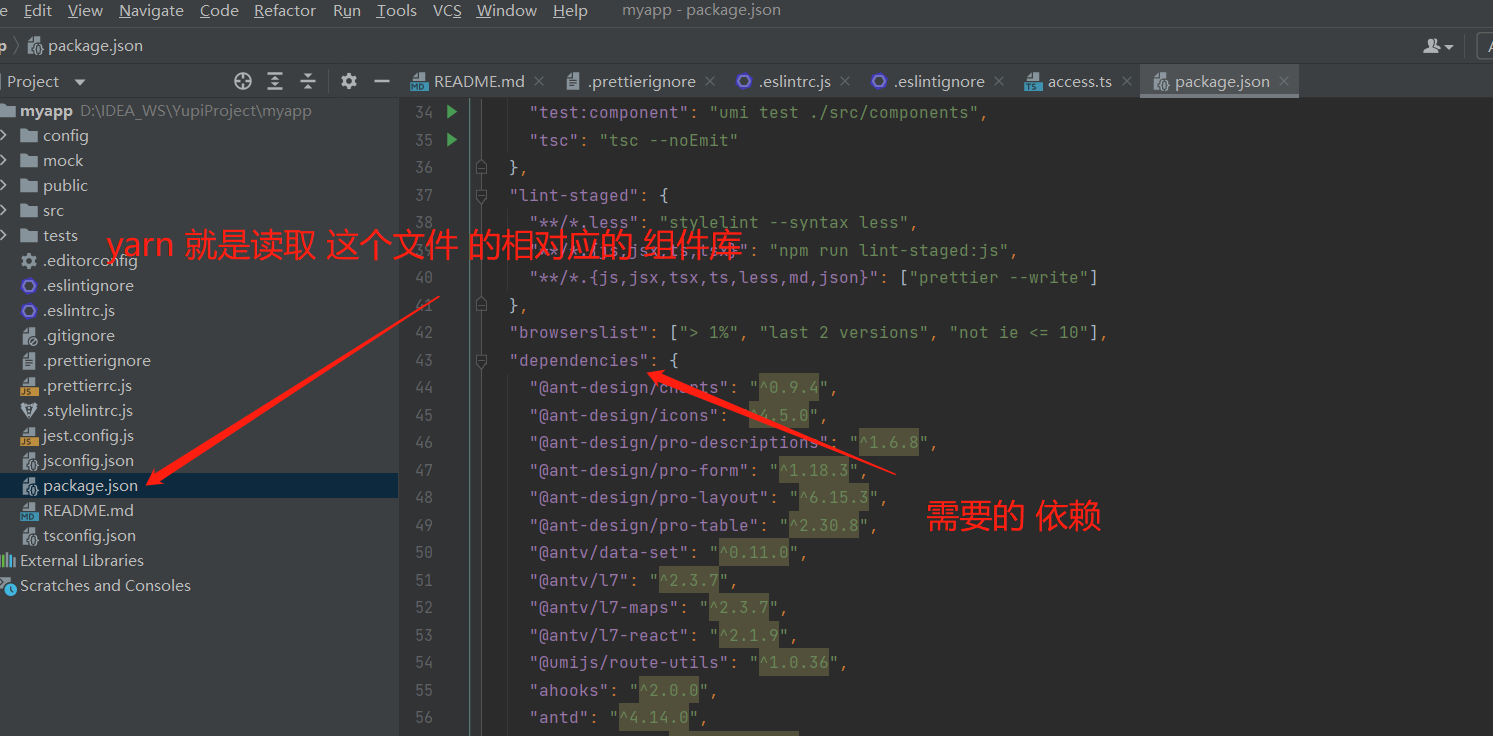 e Edit View Navigate Code Refactor Run Tools VCS Window Help myapp - package.json
p package.json
Project README.md .prettierignore .eslintrc.js .eslintignore access.ts package.json
myapp D:\IDEA_WS\YupiProject\myapp
config
mock
public
src
tests
.editorconfig
.eslintignore
.eslintrc.js
.gitignore
.prettierignore
.prettierrc.js
.stylelintrc.js
jest.config.js
jsconfig.json
package.json
README.md
tsconfig.json
External Libraries
Scratches and Consoles
34 "test:component": "umi test ./src/components",
35 "tsc": "tsc --noEmit"
36 },
37 "lint-staged": {
38 "**/*.less": "stylelint --syntax less",
yarn 就是读取 这个文件 的相对应的 组件库
39 "**/*.{js,jsx,ts,tsx}": "npm run lint-staged:js",
40 "**/*.{js,jsx,tsx,ts,less,md,json}": ["prettier --write"]
41 },
42 "browserslist": ["> 1%", "last 2 versions", "not ie <= 10"],
43 "dependencies": {
44 "@ant-design/charts": "^0.9.4",
45 "@ant-design/icons": "^4.5.0",
46 "@ant-design/pro-descriptions": "^1.6.8",
47 "@ant-design/pro-form": "^1.18.3",
48 "@ant-design/pro-layout": "^6.15.3",
49 "@ant-design/pro-table": "^2.30.8",
需要的 依赖
50 "@antv/data-set": "^0.11.0",
51 "@antv/l7": "^2.3.7",
52 "@antv/l7-maps": "^2.3.7",
53 "@antv/l7-react": "^2.1.9",
54 "@umijs/route-utils": "^1.0.36",
55 "ahooks": "^2.0.0",
56 "antd": "^4.14.0",